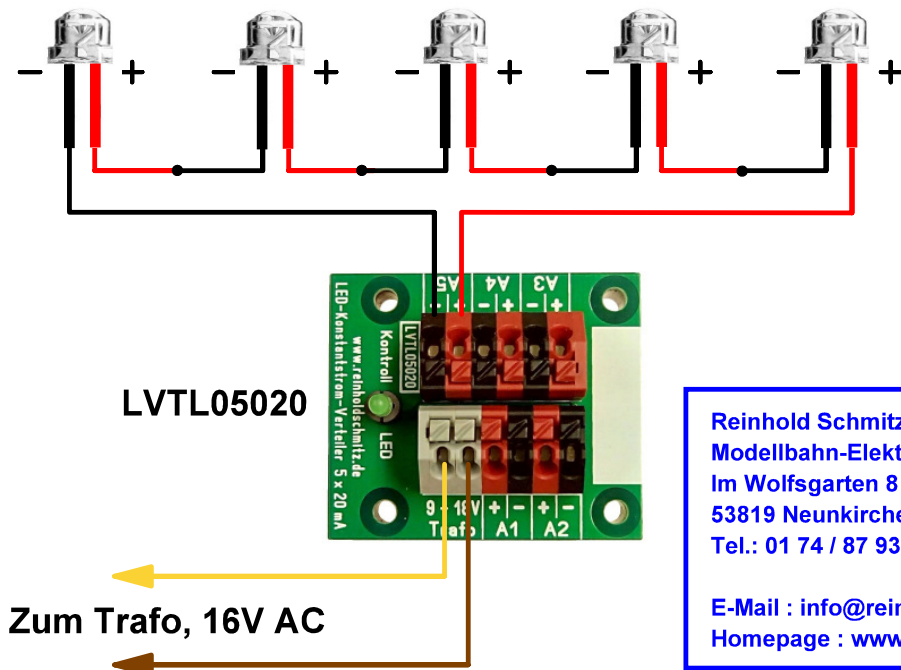 − + − + − + − + − +
A5 A4 A3
− + − + − +
LED-Konstantstrom-Verteiler 5 x 20 mA
www.reinholdschmitz.de
Kontroll
LED
LVTL05020
LVTL05020
9 - 18V + − + −
Trafo A1 A2
Zum Trafo, 16V AC
Reinhold Schmitz
Modellbahn-Elekt
Im Wolfsgarten 8
53819 Neunkirche
Tel.: 01 74 / 87 93
E-Mail : info@rei
Homepage : www